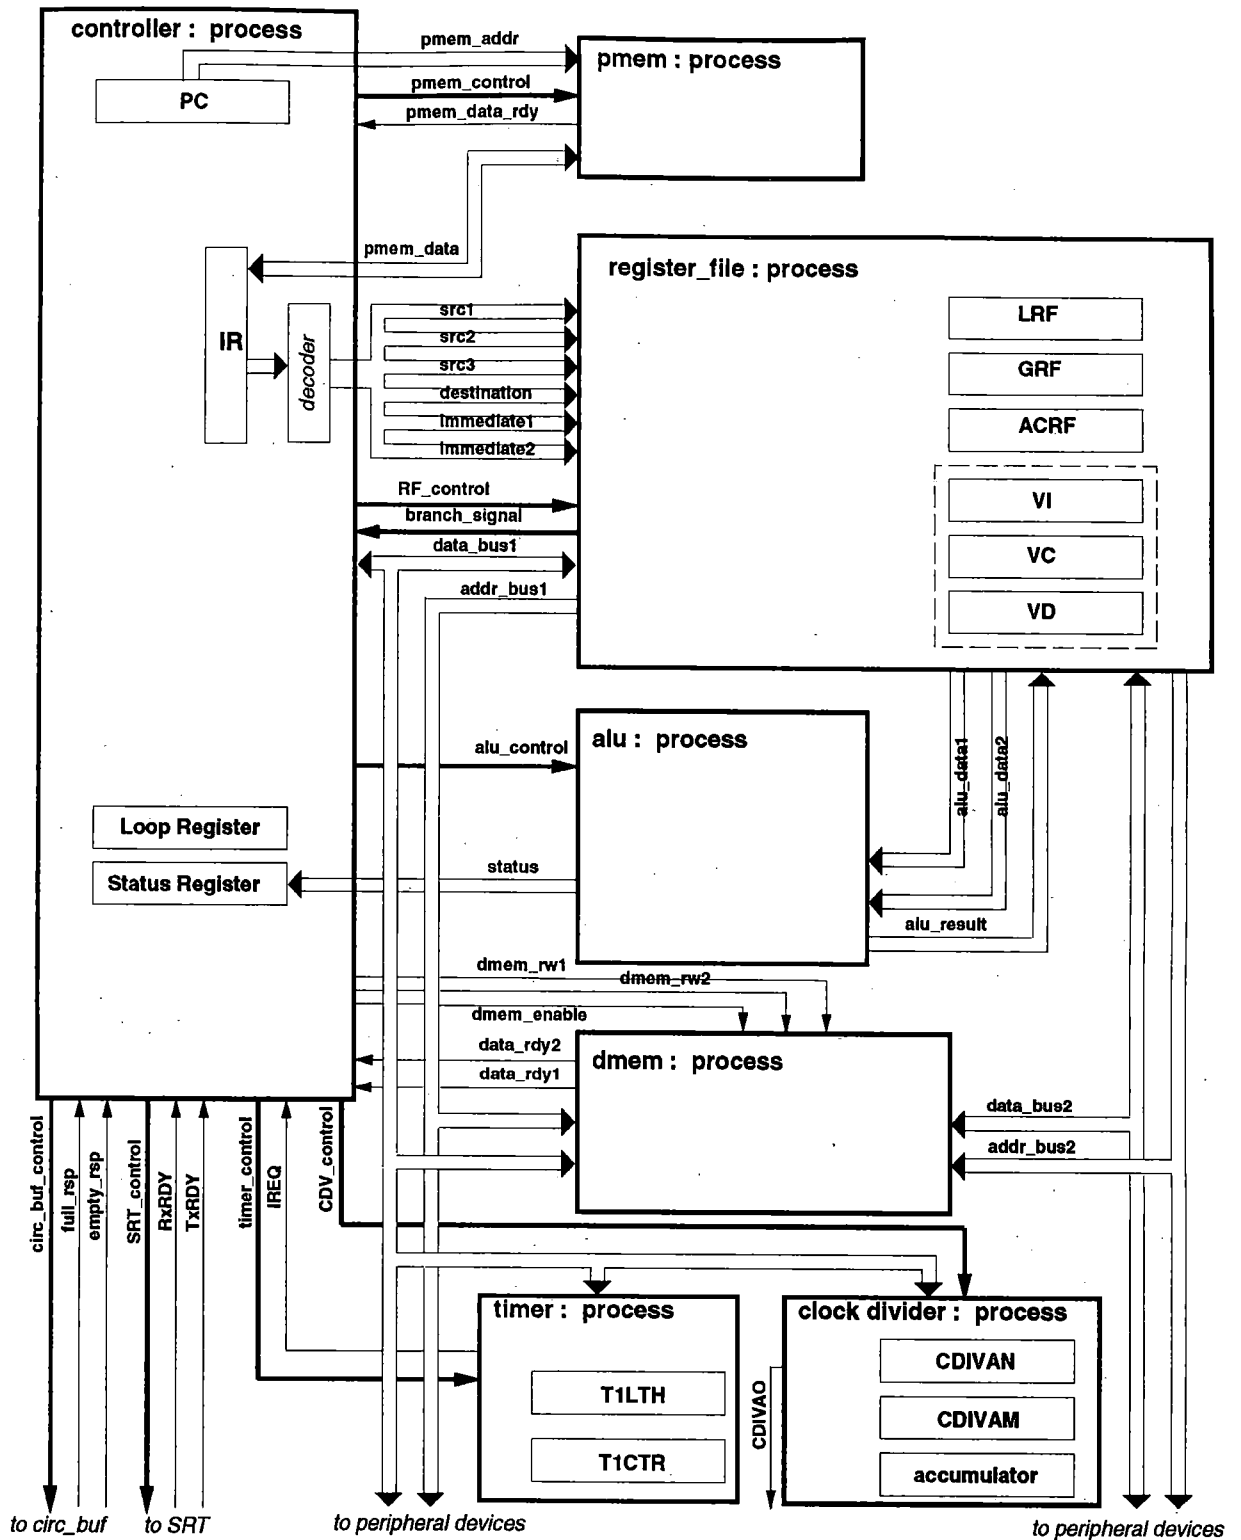 controller : process
pmem_addr
pmem : process
PC
pmem_control
pmem_data_rdy
pmem_data
register_file : process
IR
decoder
src1
src2
src3
destination
immediate1
immediate2
LRF
GRF
ACRF
VI
VC
VD
RF_control
branch_signal
data_bus1
addr_bus1
alu_control
alu : process
alu_data1
alu_data2
Loop Register
Status Register
status
alu_result
dmem_rw1
dmem_rw2
dmem_enable
data_rdy2
data_rdy1
dmem : process
data_bus2
addr_bus2
circ_buf_control
full_rsp
empty_rsp
SRT_control
RxRDY
TxRDY
timer_control
IREQ
CDV_control
timer : process
T1LTH
T1CTR
clock divider : process
CDIVAN
CDIVAM
accumulator
CDIVAO
to circ_buf
to SRT
to peripheral devices
to peripheral devices